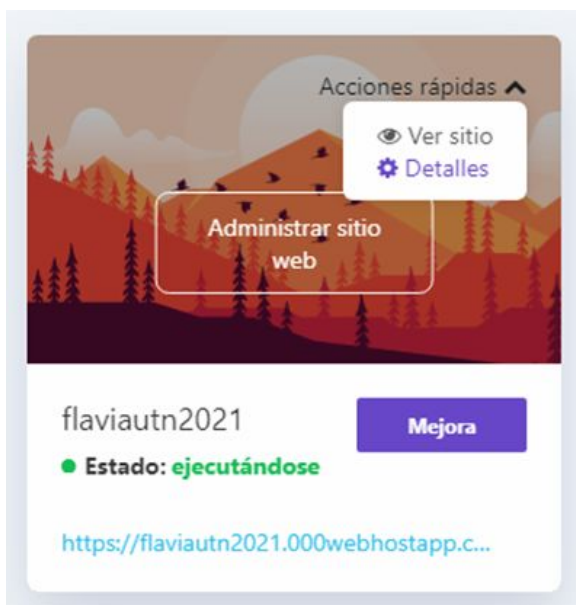 Acciones rápidas
Ver sitio
Detalles
Administrar sitio
web
flaviautn2021
Mejora
Estado: ejecutándose
https://flaviautn2021.000webhostapp.c...